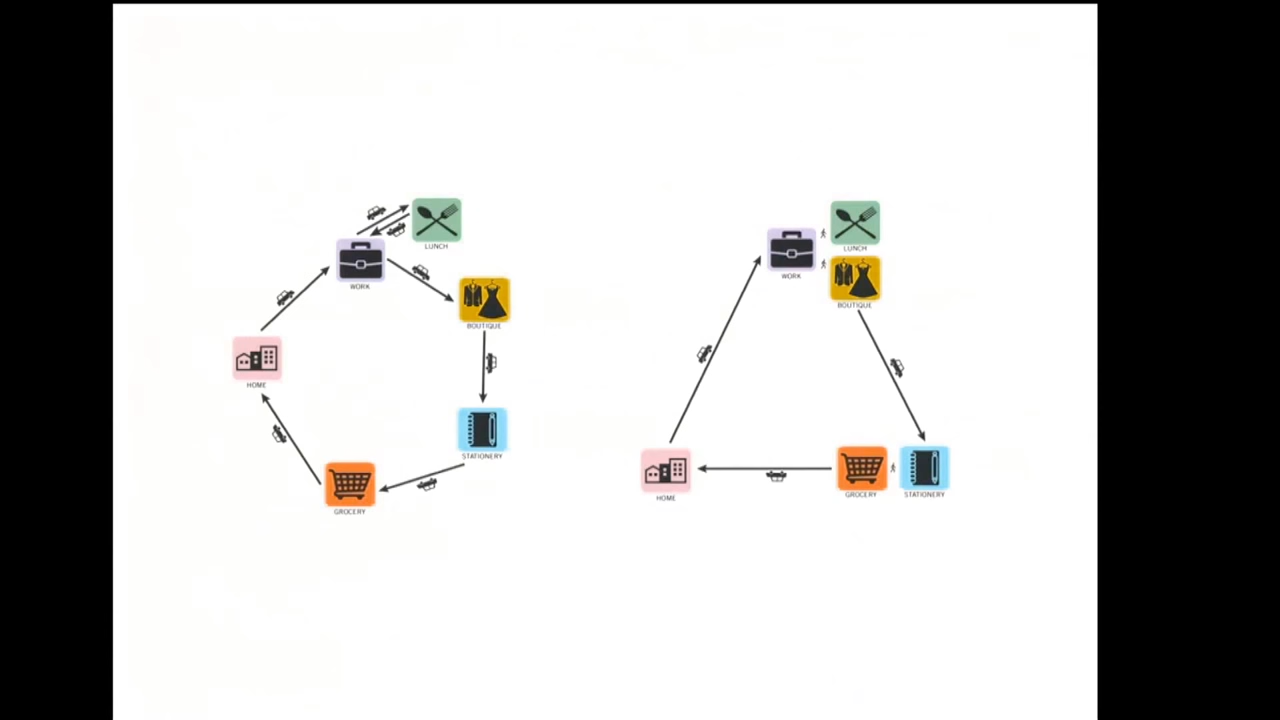 LUNCH
WORK
BOUTIQUE
HOME
STATIONERY
GROCERY
LUNCH
WORK
BOUTIQUE
HOME
GROCERY
STATIONERY